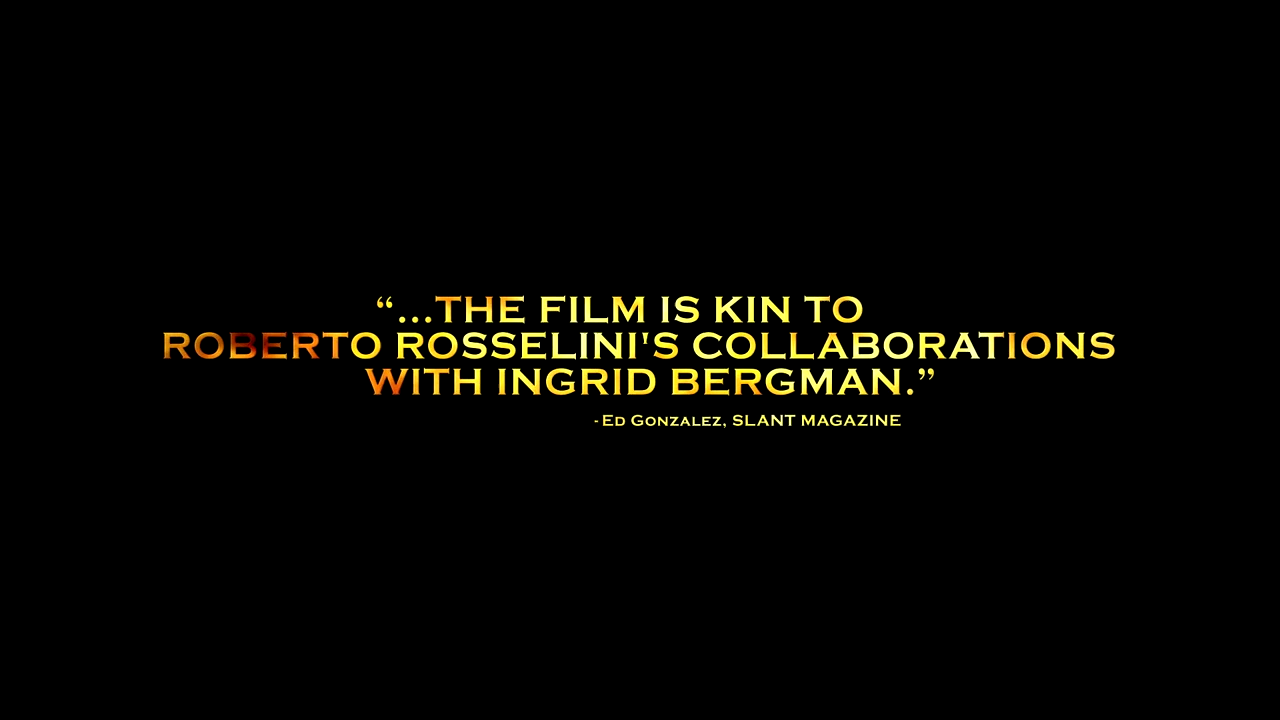 “...THE FILM IS KIN TO
ROBERTO ROSSELINI'S COLLABORATIONS
WITH INGRID BERGMAN.”
-Ed Gonzalez, SLANT MAGAZINE